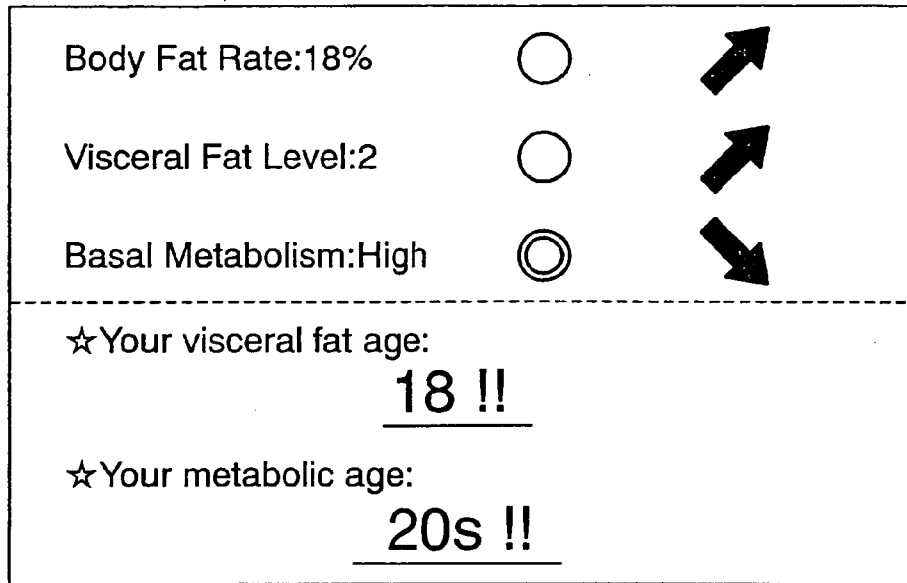 Body Fat Rate:18%
Visceral Fat Level:2
Basal Metabolism:High
☆Your visceral fat age:
18 !!
☆Your metabolic age:
20s !!